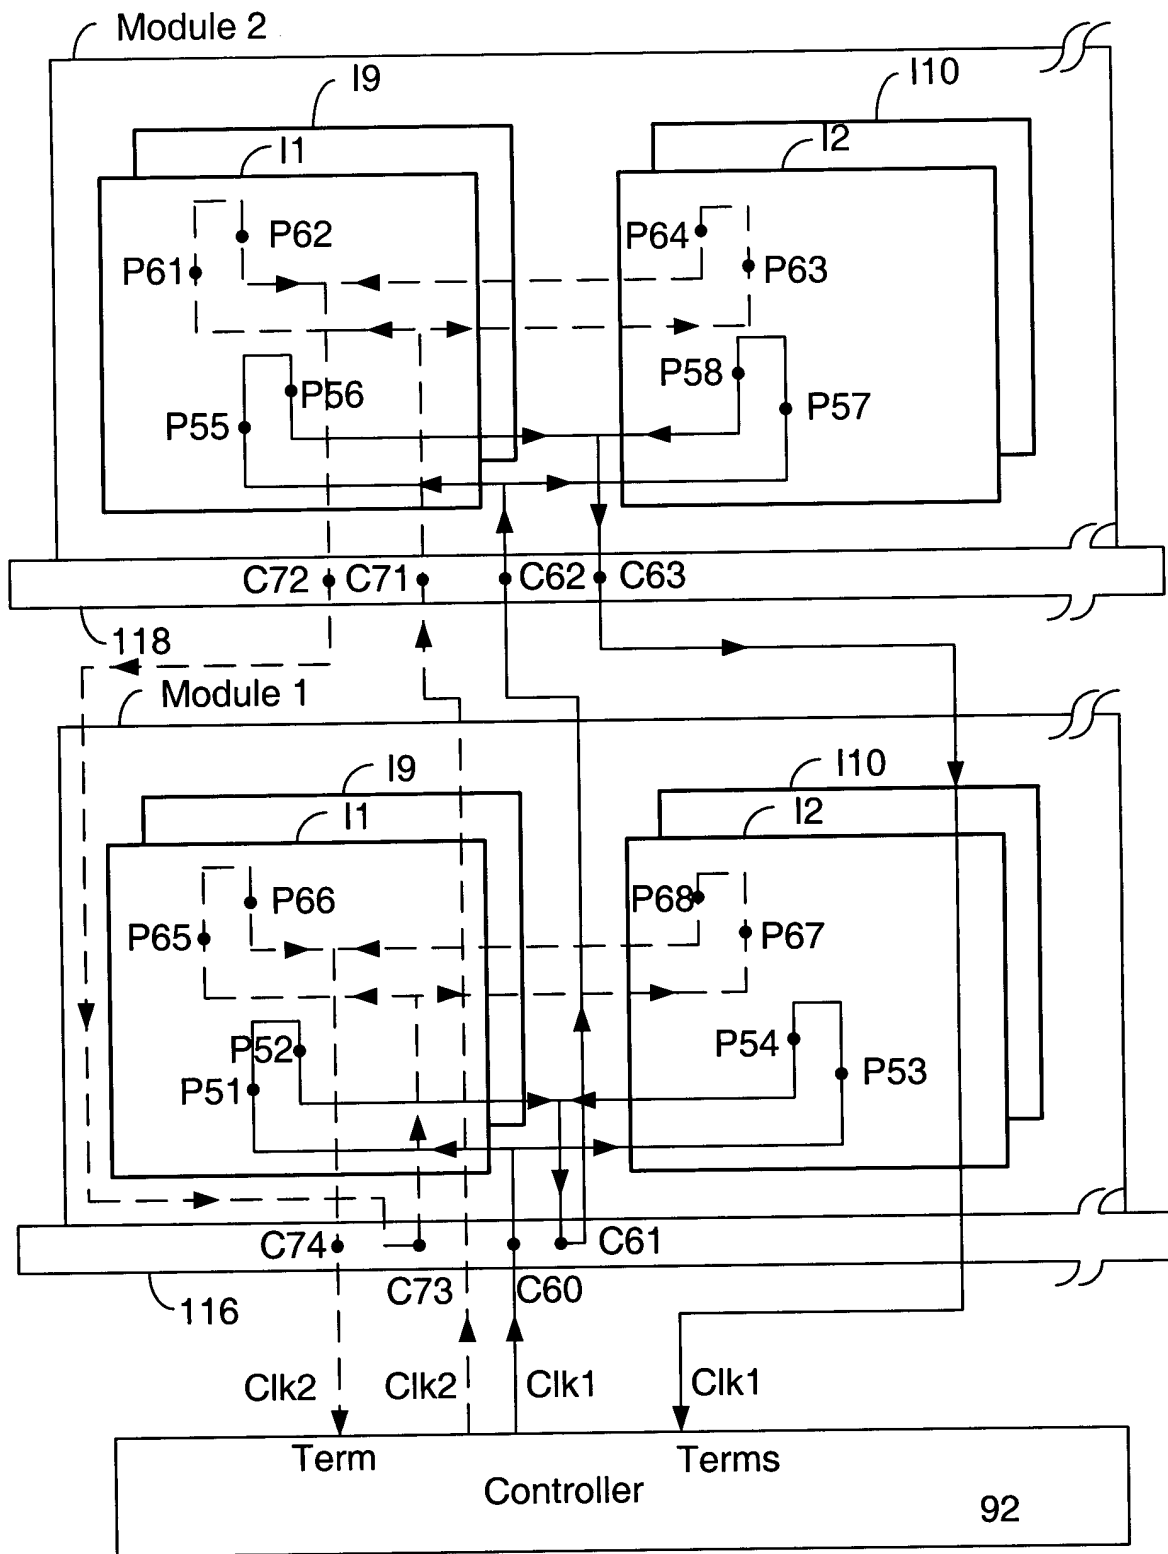 Module 2
I9
I10
I1
I2
P62
P64
P61
P63
P56
P58
P57
P55
C72
C71
C62
C63
118
Module 1
I9
I10
I1
I2
P66
P68
P65
P67
P52
P54
P53
P51
C74
C61
C73
C60
116
Clk2
Clk2
Clk1
Clk1
Term
Terms
Controller
92